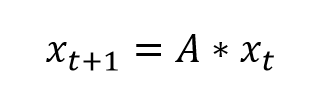 x_{t+1} = A * x_t